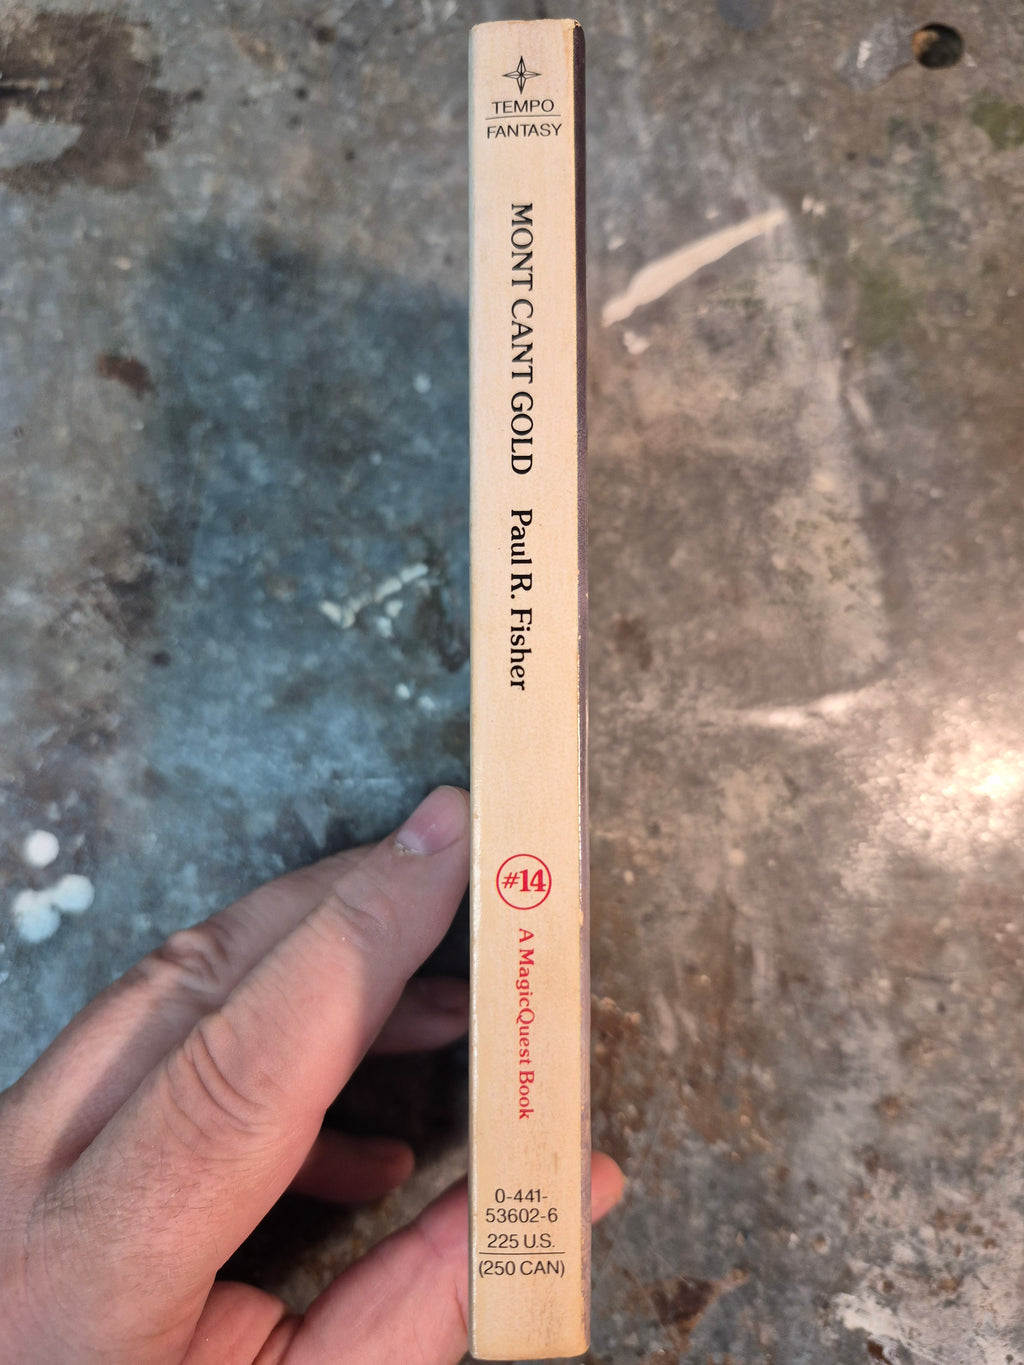 TEMPO
FANTASY
MONT CANT GOLD Paul R. Fisher
#14
A MagicQuest Book
0-441-
53602-6
225 U.S.
(250 CAN)